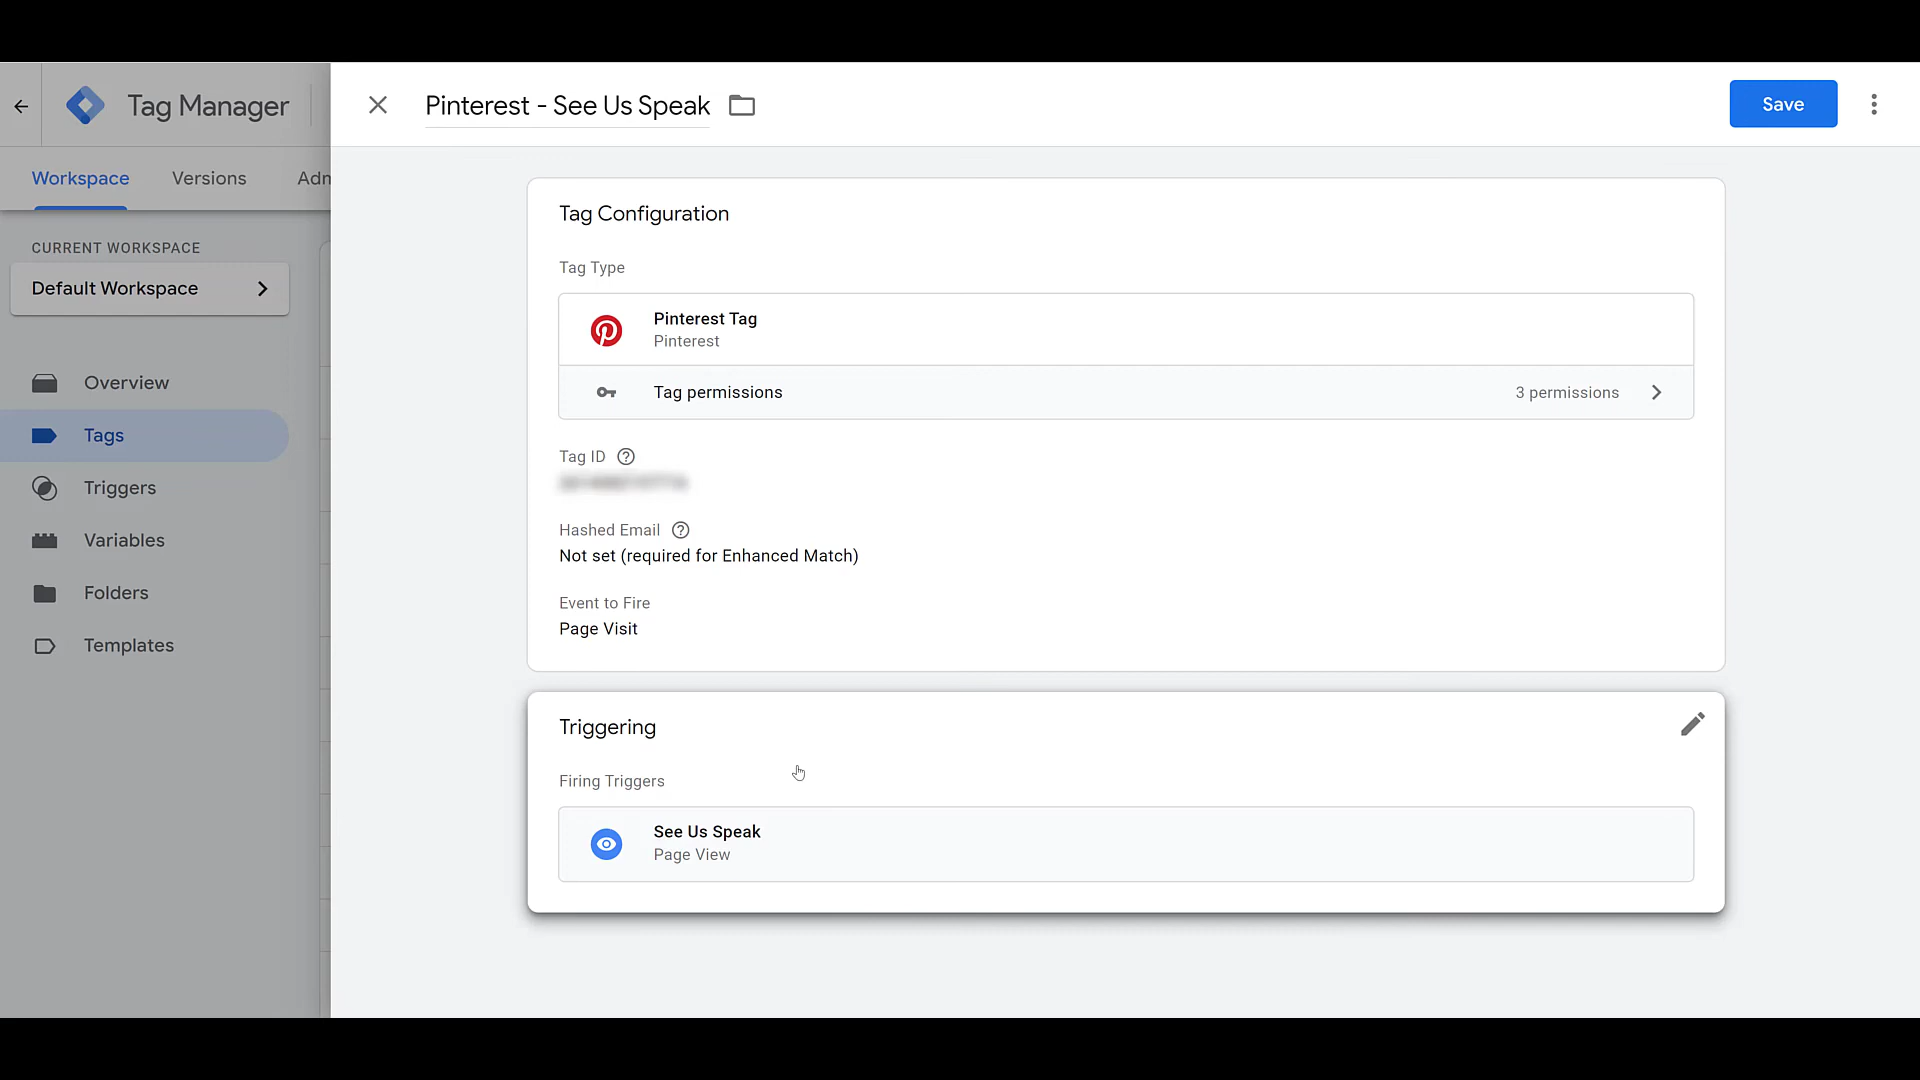 Tag Manager
Pinterest - See Us Speak
Save
Workspace
Versions
Adm
CURRENT WORKSPACE
Default Workspace
Overview
Tags
Triggers
Variables
Folders
Templates
Tag Configuration
Tag Type
Pinterest Tag
Pinterest
Tag permissions
3 permissions
Tag ID
Hashed Email
Not set (required for Enhanced Match)
Event to Fire
Page Visit
Triggering
Firing Triggers
See Us Speak
Page View